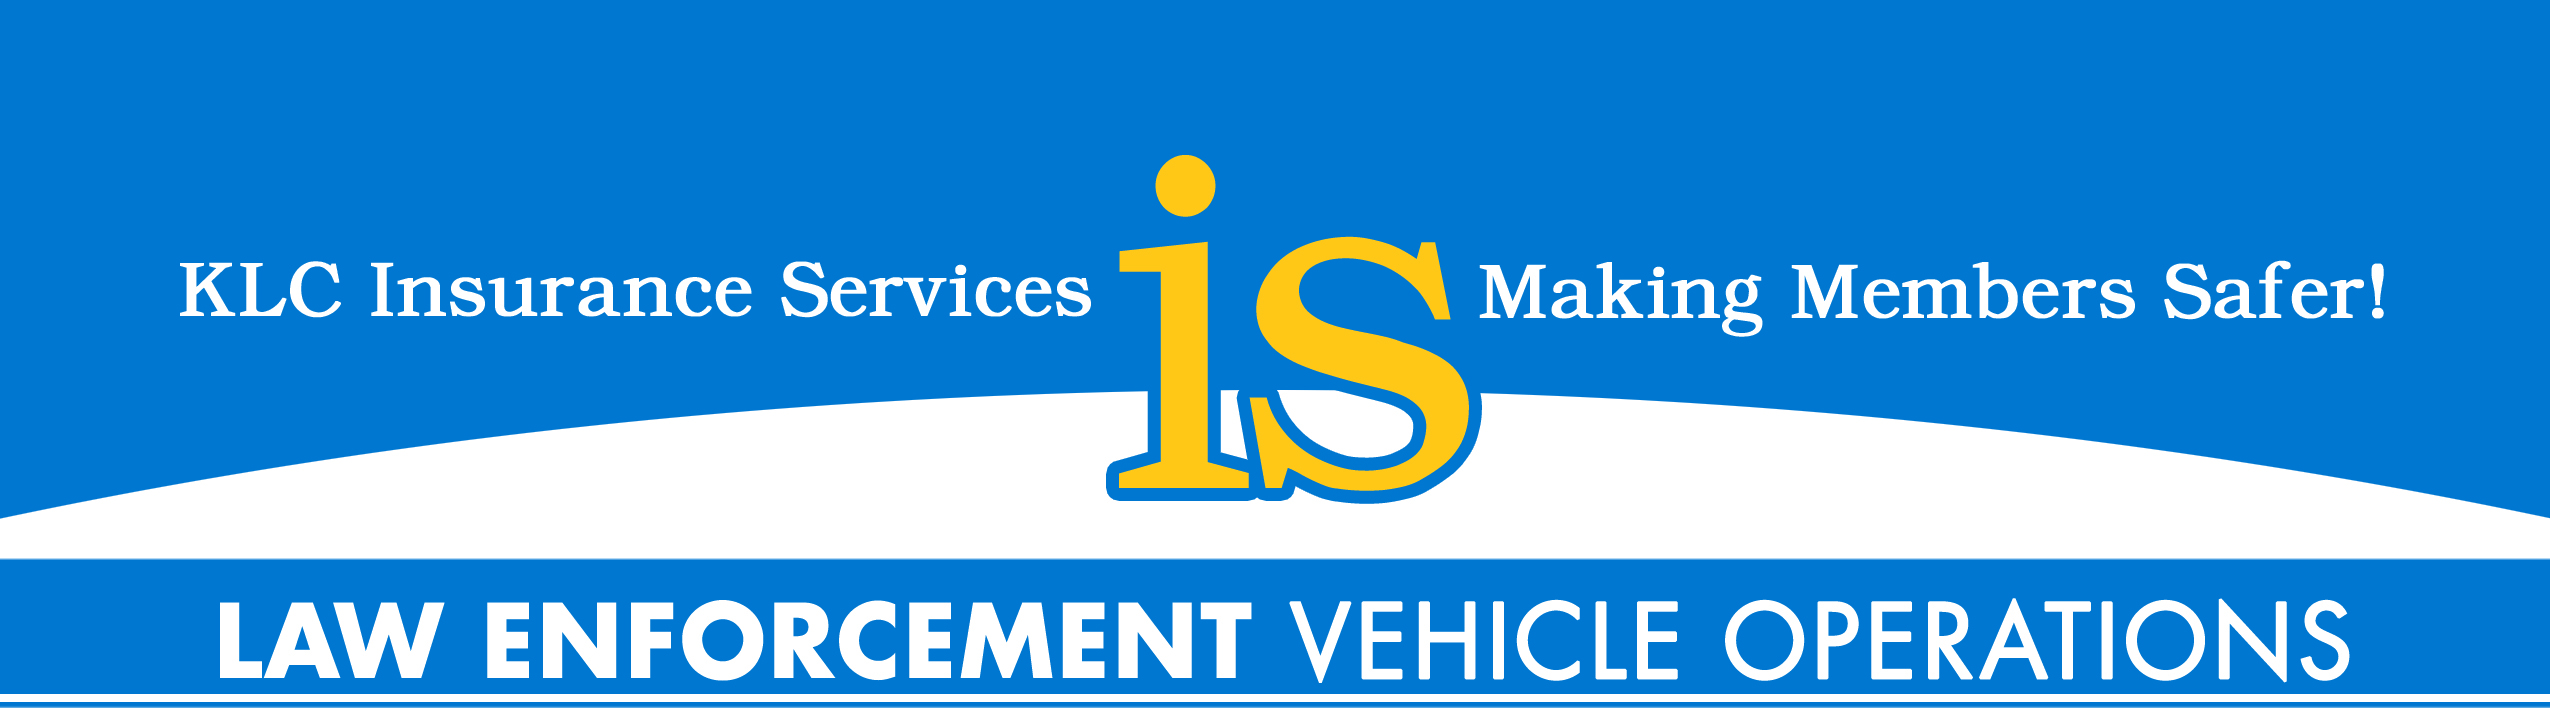 KLC Insurance Services is Making Members Safer!
LAW ENFORCEMENT VEHICLE OPERATIONS